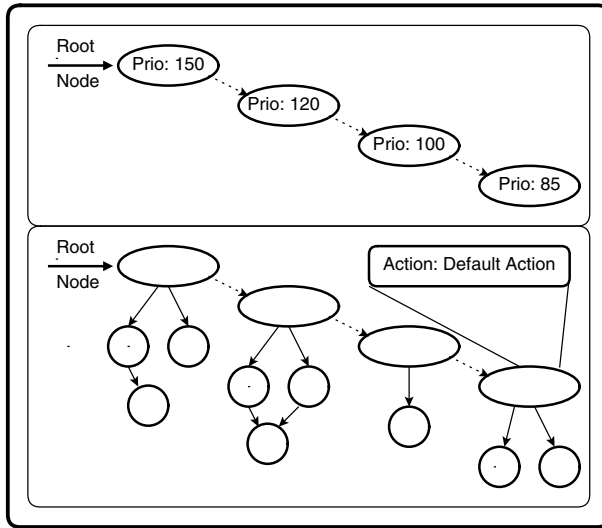 Root
Node
Prio: 150
Prio: 120
Prio: 100
Prio: 85
Root
Node
Action: Default Action